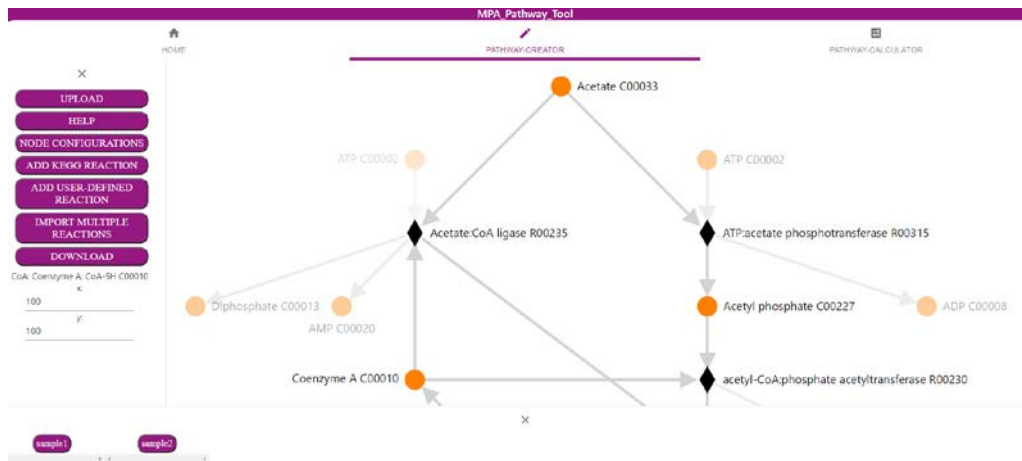 MPA_Pathway_Tool
HOME
PATHWAY-CREATOR
PATHWAY-CALCULATOR
UPLOAD
HELP
NODE CONFIGURATIONS
ADD KEGG REACTION
ADD USER-DEFINED
REACTION
IMPORT MULTIPLE
REACTIONS
DOWNLOAD
CoA: Coenzyme A: CoA-SH C00010
x:
100
y:
100
Acetate C00033
ATP C00002
ATP C00002
Acetate:CoA ligase R00235
ATP:acetate phosphotransferase R00315
Diphosphate C00013
AMP C00020
Acetyl phosphate C00227
ADP C00008
Coenzyme A C00010
acetyl-CoA:phosphate acetyltransferase R00230
sample1
sample2